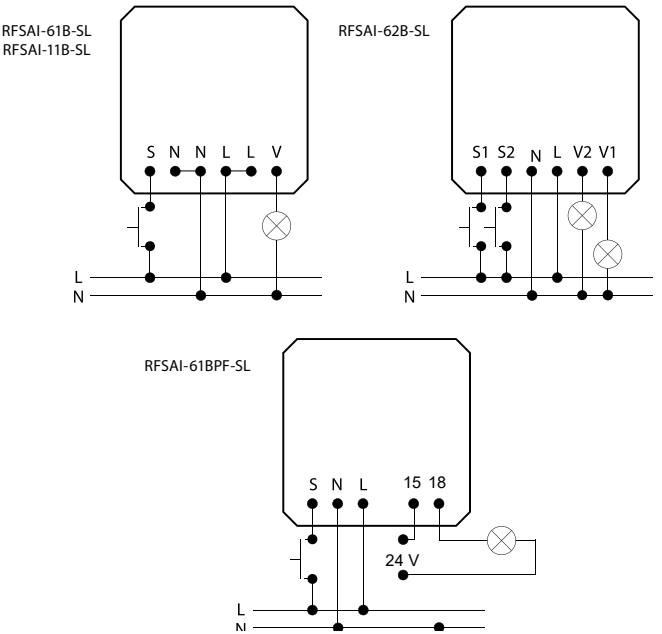 RFSAI-61B-SL
RFSAI-11B-SL
S N N L L V
L
N
RFSAI-62B-SL
S1 S2 N L V2 V1
L
N
RFSAI-61BPF-SL
S N L 15 18
24 V
L
N